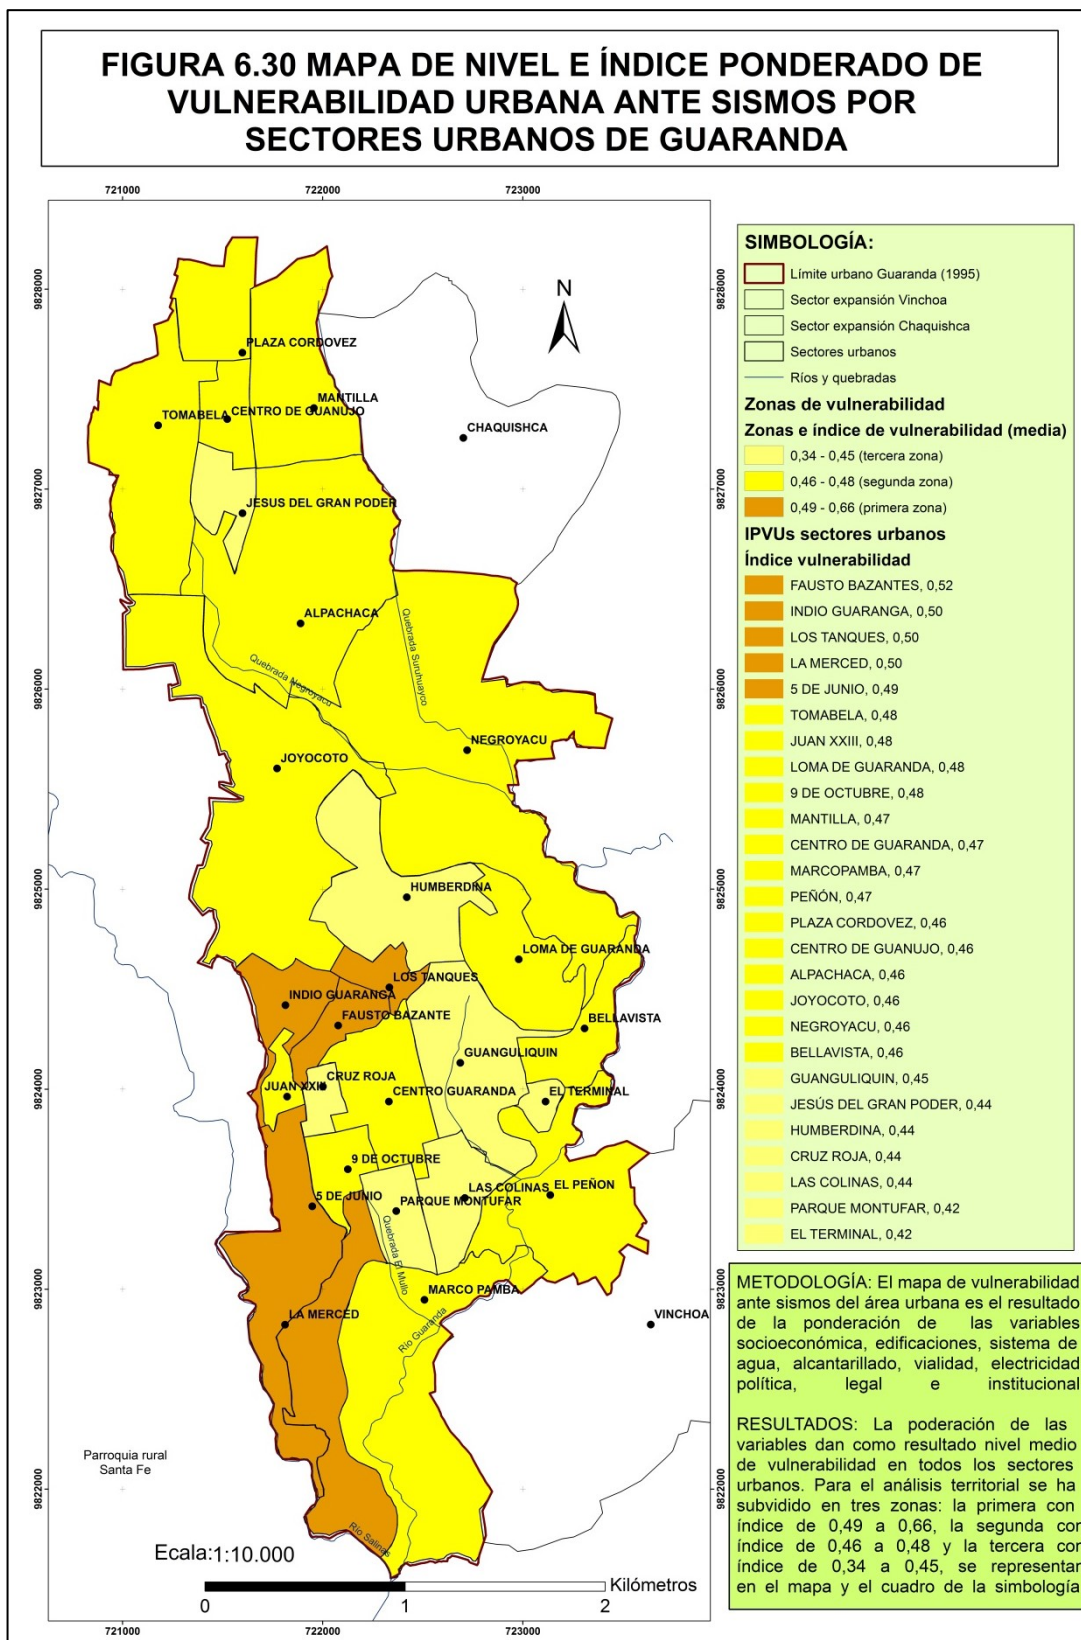 FIGURA 6.30 MAPA DE NIVEL E ÍNDICE PONDERADO DE
VULNERABILIDAD URBANA ANTE SISMOS POR
SECTORES URBANOS DE GUARANDA
721000
722000
723000
9828000
9827000
9826000
9825000
9824000
9823000
9822000
9828000
9827000
9826000
9825000
9824000
9823000
9822000
N
PLAZA CORDOVEZ
MANTILLA
TOMABELA
CENTRO DE GUANUJO
CHAQUISHCA
JESUS DEL GRAN PODER
ALPACHACA
Quebrada Suruhuayco
Quebrada Negroyacu
NEGROYACU
JOYOCOTO
HUMBERDINA
LOMA DE GUARANDA
LOS TANQUES
INDIO GUARANGA
FAUSTO BAZANTE
BELLAVISTA
GUANGULIQUIN
CRUZ ROJA
JUAN XXIII
CENTRO GUARANDA
EL TERMINAL
9 DE OCTUBRE
5 DE JUNIO
LAS COLINAS
EL PEÑON
PARQUE MONTUFAR
Quebrada El Mullo
MARCO PAMBA
LA MERCED
Río Guaranda
VINCHOA
Parroquia rural
Santa Fe
Río Salinas
Ecala:1:10.000
Kilómetros
0
1
2
721000
722000
723000
SIMBOLOGÍA:
Límite urbano Guaranda (1995)
Sector expansión Vinchoa
Sector expansión Chaquishca
Sectores urbanos
Ríos y quebradas
Zonas de vulnerabilidad
Zonas e índice de vulnerabilidad (media)
0,34 - 0,45 (tercera zona)
0,46 - 0,48 (segunda zona)
0,49 - 0,66 (primera zona)
IPVUs sectores urbanos
Índice vulnerabilidad
FAUSTO BAZANTES, 0,52
INDIO GUARANGA, 0,50
LOS TANQUES, 0,50
LA MERCED, 0,50
5 DE JUNIO, 0,49
TOMABELA, 0,48
JUAN XXIII, 0,48
LOMA DE GUARANDA, 0,48
9 DE OCTUBRE, 0,48
MANTILLA, 0,47
CENTRO DE GUARANDA, 0,47
MARCOPAMBA, 0,47
PEÑÓN, 0,47
PLAZA CORDOVEZ, 0,46
CENTRO DE GUANUJO, 0,46
ALPACHACA, 0,46
JOYOCOTO, 0,46
NEGROYACU, 0,46
BELLAVISTA, 0,46
GUANGULIQUIN, 0,45
JESÚS DEL GRAN PODER, 0,44
HUMBERDINA, 0,44
CRUZ ROJA, 0,44
LAS COLINAS, 0,44
PARQUE MONTUFAR, 0,42
EL TERMINAL, 0,42
METODOLOGÍA: El mapa de vulnerabilidad
ante sismos del área urbana es el resultado
de la ponderación de las variables
socioeconómica, edificaciones, sistema de
agua, alcantarillado, vialidad, electricidad
política, legal e institucional
RESULTADOS: La poderación de las
variables dan como resultado nivel medio
de vulnerabilidad en todos los sectores
urbanos. Para el análisis territorial se ha
subvidido en tres zonas: la primera con
índice de 0,49 a 0,66, la segunda con
índice de 0,46 a 0,48 y la tercera con
índice de 0,34 a 0,45, se representan
en el mapa y el cuadro de la simbología